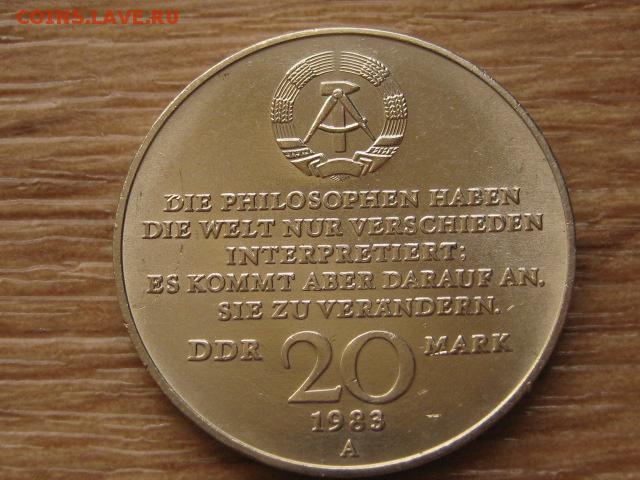 COINS.LAVE.RU
DIE PHILOSOPHEN HABEN
DIE WELT NUR VERSCHIEDEN
INTERPRETIERT;
ES KOMMT ABER DARAUF AN,
SIE ZU VERÄNDERN.
DDR 20 MARK
1983
A